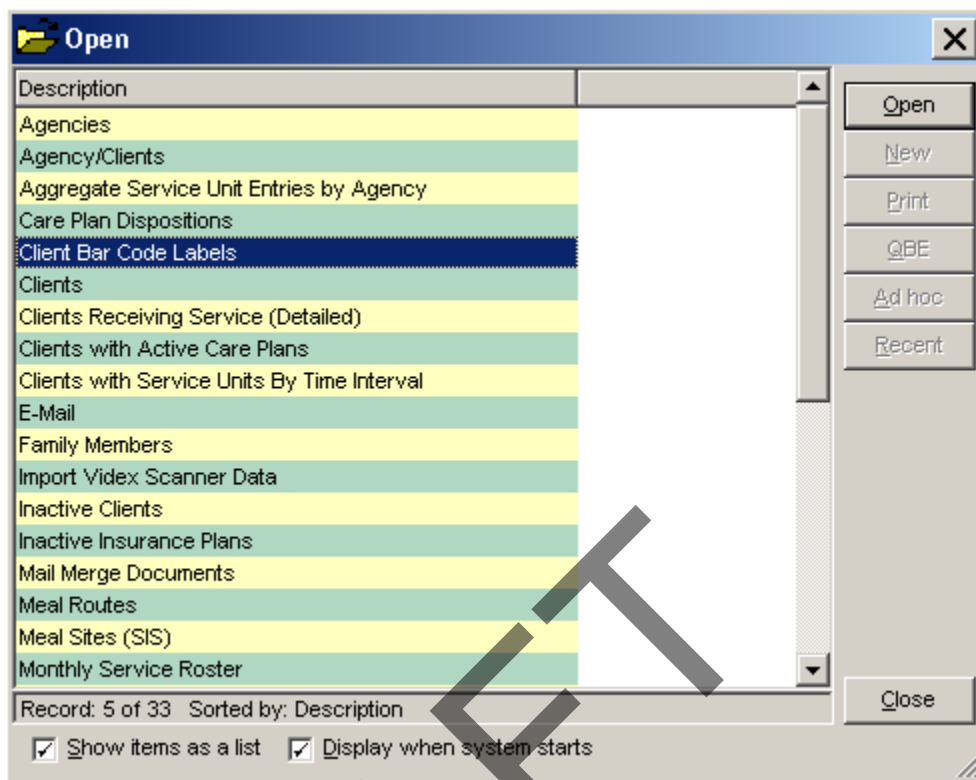 Open
Description
Agencies
Agency/Clients
Aggregate Service Unit Entries by Agency
Care Plan Dispositions
Client Bar Code Labels
Clients
Clients Receiving Service (Detailed)
Clients with Active Care Plans
Clients with Service Units By Time Interval
E-Mail
Family Members
Import Videx Scanner Data
Inactive Clients
Inactive Insurance Plans
Mail Merge Documents
Meal Routes
Meal Sites (SIS)
Monthly Service Roster
Record: 5 of 33 Sorted by: Description
Show items as a list Display when system starts
Open
New
Print
QBE
Ad hoc
Recent
Close
ET